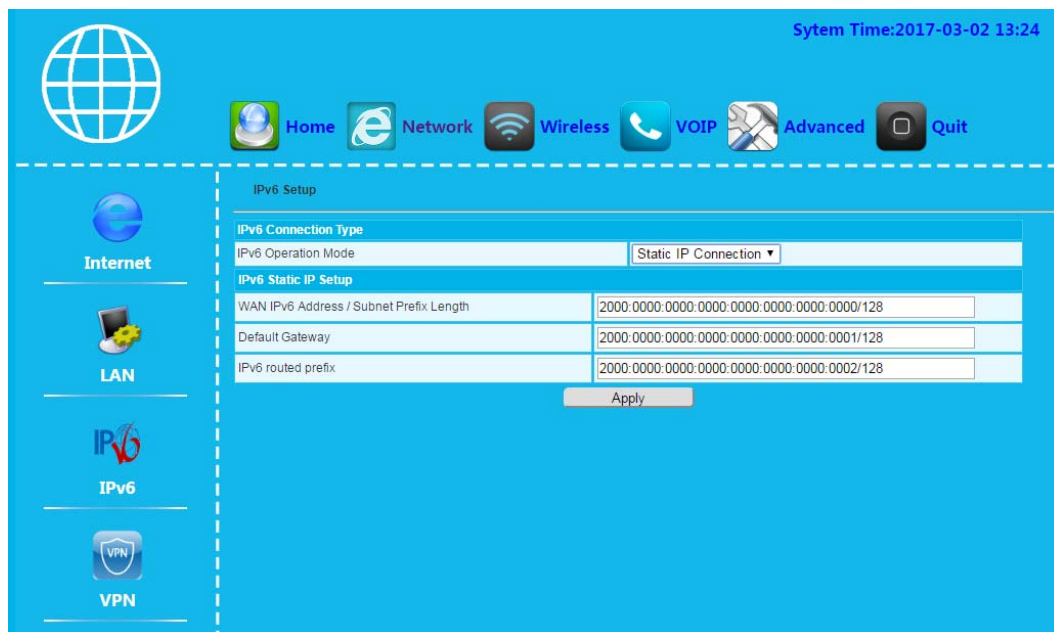 Sytem Time:2017-03-02 13:24
Home Network Wireless VOIP Advanced Quit
IPv6 Setup
IPv6 Connection Type
IPv6 Operation Mode Static IP Connection
IPv6 Static IP Setup
WAN IPv6 Address / Subnet Prefix Length 2000:0000:0000:0000:0000:0000:0000:0000/128
Default Gateway 2000:0000:0000:0000:0000:0000:0000:0001/128
IPv6 routed prefix 2000:0000:0000:0000:0000:0000:0000:0002/128
Apply
Internet
LAN
IPv6
IPv6
VPN
VPN